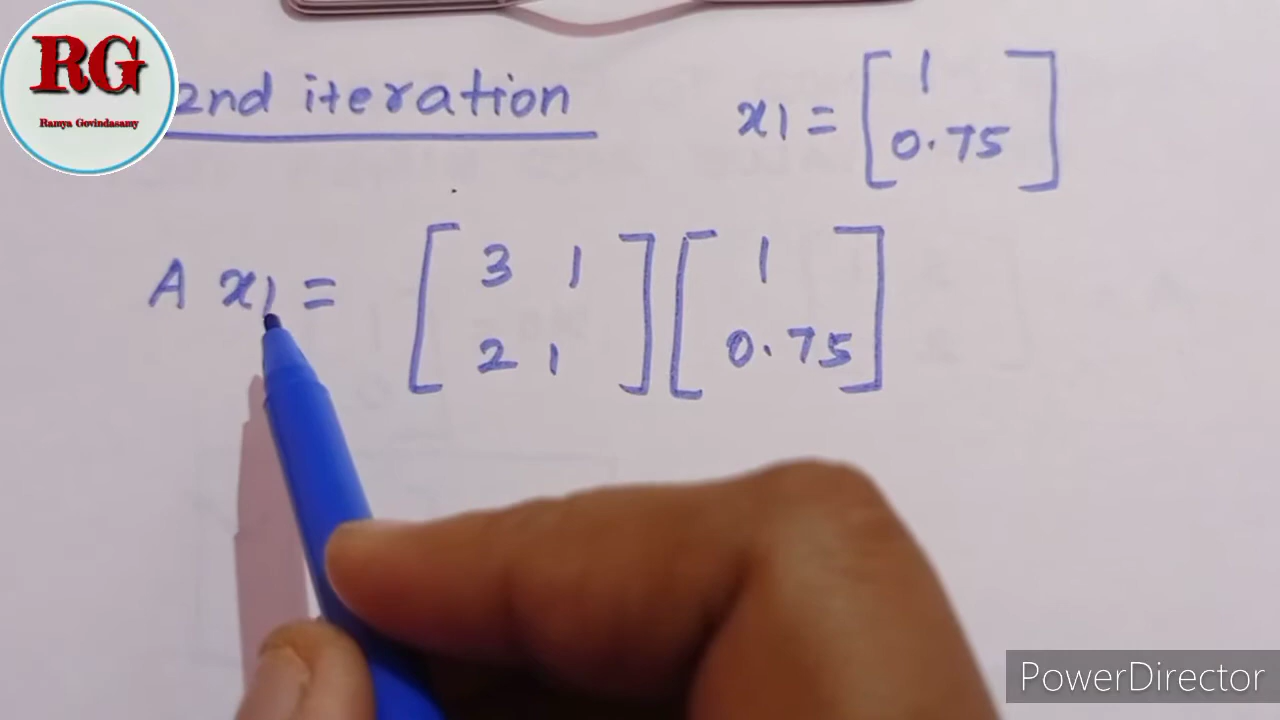 RG
Ramya Govindasamy
2nd iteration
x1 = [ 1
0.75 ]
A x1 = [ 3 1 ] [ 1 ]
[ 2 1 ] [ 0.75 ]
PowerDirector